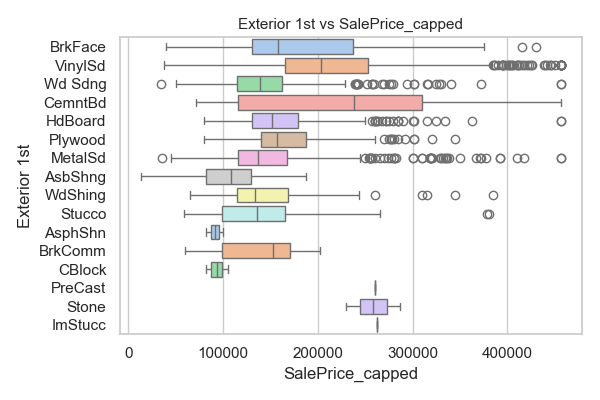 Exterior 1st vs SalePrice_capped
Exterior 1st
BrkFace
VinylSd
Wd Sdng
CemntBd
HdBoard
Plywood
MetalSd
AsbShng
WdShing
Stucco
AsphShn
BrkComm
CBlock
PreCast
Stone
ImStucc
0 100000 200000 300000 400000
SalePrice_capped